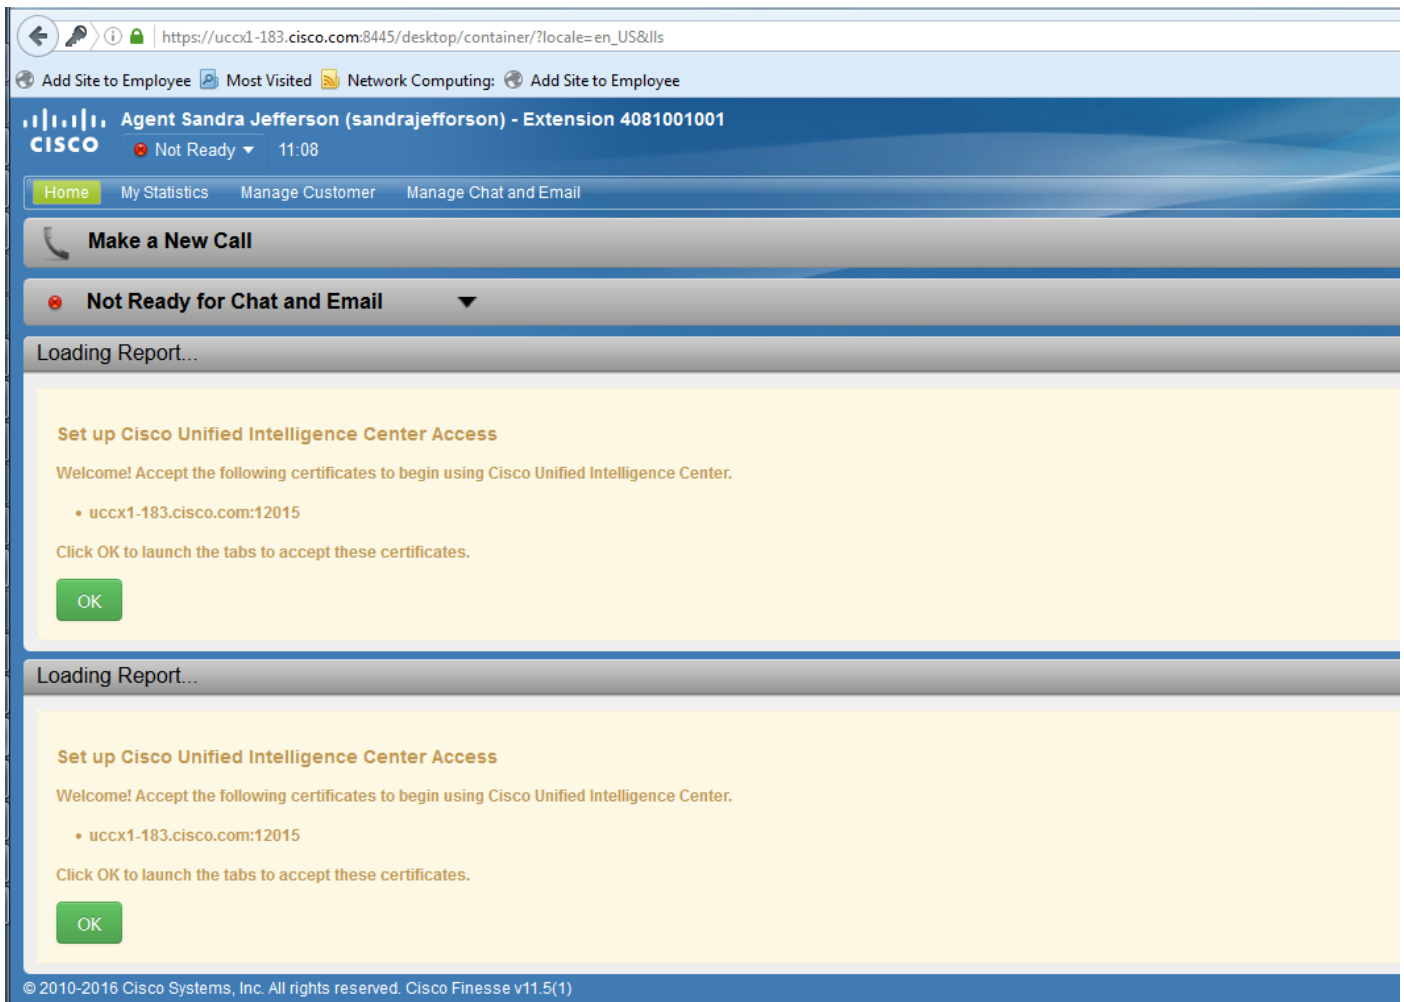 https://uccx1-183.cisco.com:8445/desktop/container/?locale=en_US&lls
Add Site to Employee Most Visited Network Computing: Add Site to Employee
Agent Sandra Jefferson (sandrajefforson) - Extension 4081001001
CISCO
Not Ready 11:08
Home My Statistics Manage Customer Manage Chat and Email
Make a New Call
Not Ready for Chat and Email
Loading Report...
Set up Cisco Unified Intelligence Center Access
Welcome! Accept the following certificates to begin using Cisco Unified Intelligence Center.
• uccx1-183.cisco.com:12015
Click OK to launch the tabs to accept these certificates.
OK
Loading Report...
Set up Cisco Unified Intelligence Center Access
Welcome! Accept the following certificates to begin using Cisco Unified Intelligence Center.
• uccx1-183.cisco.com:12015
Click OK to launch the tabs to accept these certificates.
OK
© 2010-2016 Cisco Systems, Inc. All rights reserved. Cisco Finesse v11.5(1)